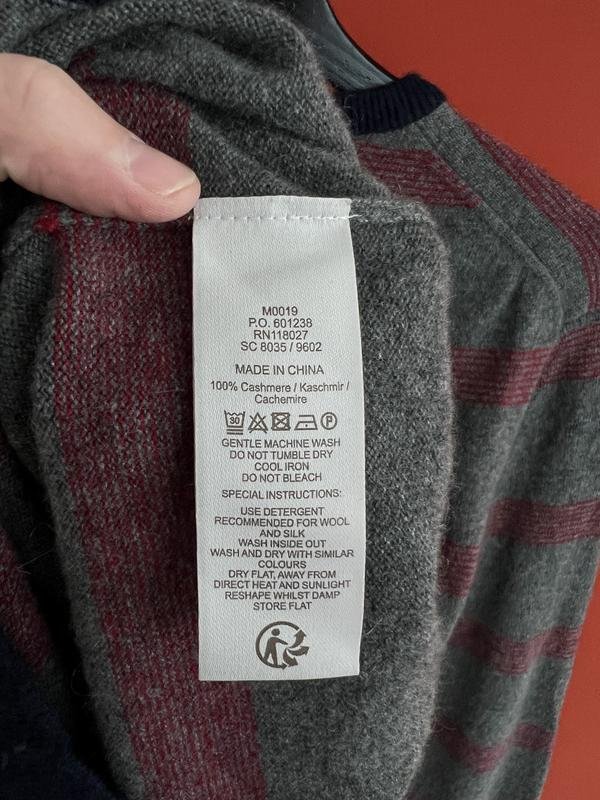 M0019
P.O. 601238
RN118027
SC 8035 / 9602
MADE IN CHINA
100% Cashmere / Kaschmir /
Cachemire
30 P
GENTLE MACHINE WASH
DO NOT TUMBLE DRY
COOL IRON
DO NOT BLEACH
SPECIAL INSTRUCTIONS:
USE DETERGENT
RECOMMENDED FOR WOOL
AND SILK
WASH INSIDE OUT
WASH AND DRY WITH SIMILAR
COLOURS
DRY FLAT, AWAY FROM
DIRECT HEAT AND SUNLIGHT
RESHAPE WHILST DAMP
STORE FLAT